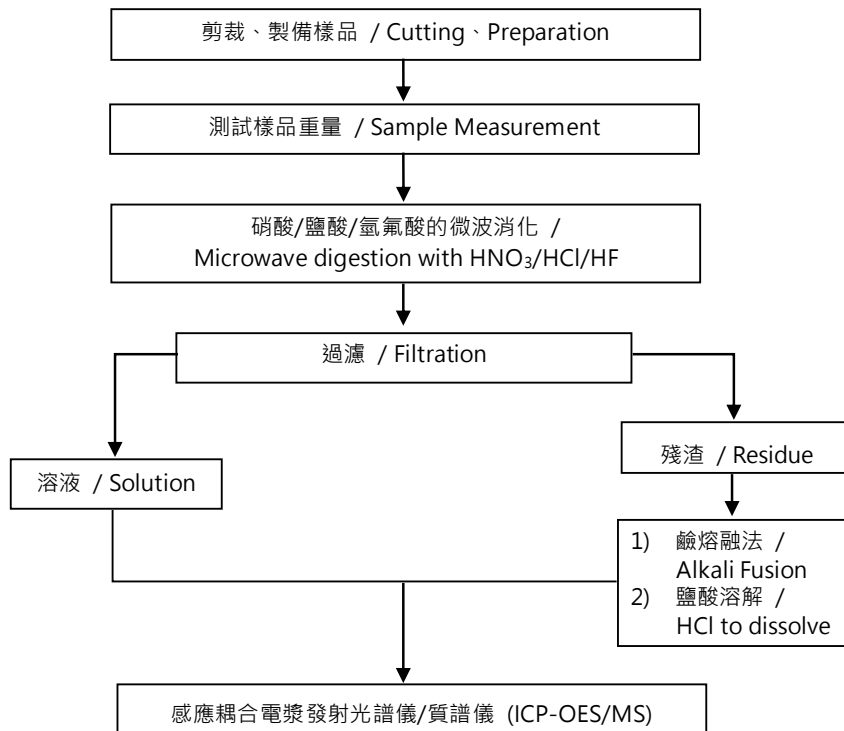 剪裁、製備樣品 / Cutting、Preparation
測試樣品重量 / Sample Measurement
硝酸/鹽酸/氫氟酸的微波消化 /
Microwave digestion with HNO₃/HCl/HF
過濾 / Filtration
溶液 / Solution
殘渣 / Residue
1) 鹼熔融法 /
Alkali Fusion
2) 鹽酸溶解 /
HCl to dissolve
感應耦合電漿發射光譜儀/質譜儀 (ICP-OES/MS)